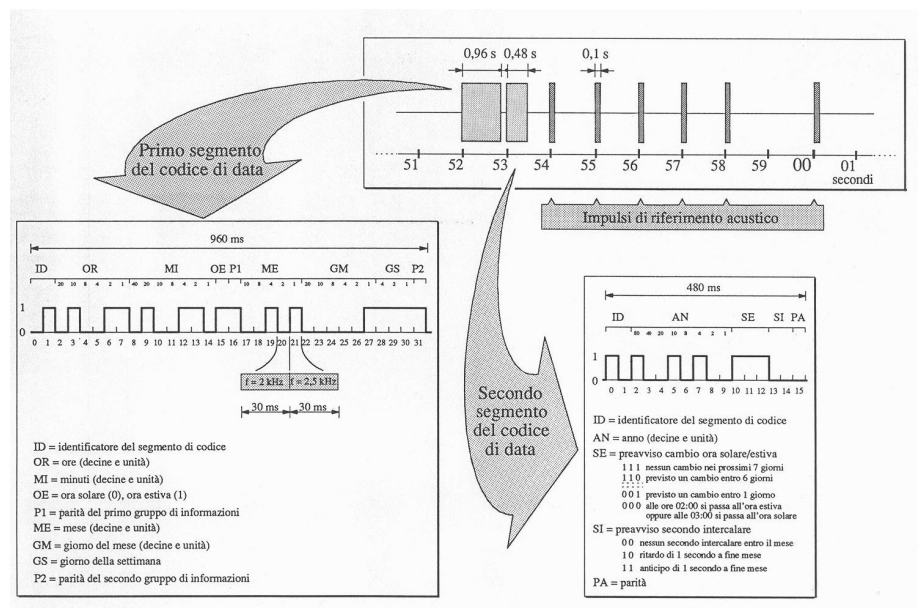 0,96 s 0,48 s 0,1 s
51 52 53 54 55 56 57 58 59 00 01
secondi
Impulsi di riferimento acustico
Primo segmento
del codice di data
960 ms
ID OR MI OE P1 ME GM GS P2
20 10 8 4 2 1 40 20 10 8 4 2 1 10 8 4 2 1 20 10 8 4 2 1 4 2 1
1
0
0 1 2 3 4 5 6 7 8 9 10 11 12 13 14 15 16 17 18 19 20 21 22 23 24 25 26 27 28 29 30 31
f = 2 kHz f = 2,5 kHz
30 ms 30 ms
ID = identificatore del segmento di codice
OR = ore (decine e unità)
MI = minuti (decine e unità)
OE = ora solare (0), ora estiva (1)
P1 = parità del primo gruppo di informazioni
ME = mese (decine e unità)
GM = giorno del mese (decine e unità)
GS = giorno della settimana
P2 = parità del secondo gruppo di informazioni
Secondo
segmento
del codice
di data
480 ms
ID AN SE SI PA
80 40 20 10 8 4 2 1
1
0
0 1 2 3 4 5 6 7 8 9 10 11 12 13 14 15
ID = identificatore del segmento di codice
AN = anno (decine e unità)
SE = preavviso cambio ora solare/estiva
1 1 1 nessun cambio nei prossimi 7 giorni
1 1 0 previsto un cambio entro 6 giorni
0 0 1 previsto un cambio entro 1 giorno
0 0 0 alle ore 02:00 si passa all'ora estiva
oppure alle 03:00 si passa all'ora solare
SI = preavviso secondo intercalare
0 0 nessun secondo intercalare entro il mese
1 0 ritardo di 1 secondo a fine mese
1 1 anticipo di 1 secondo a fine mese
PA = parità